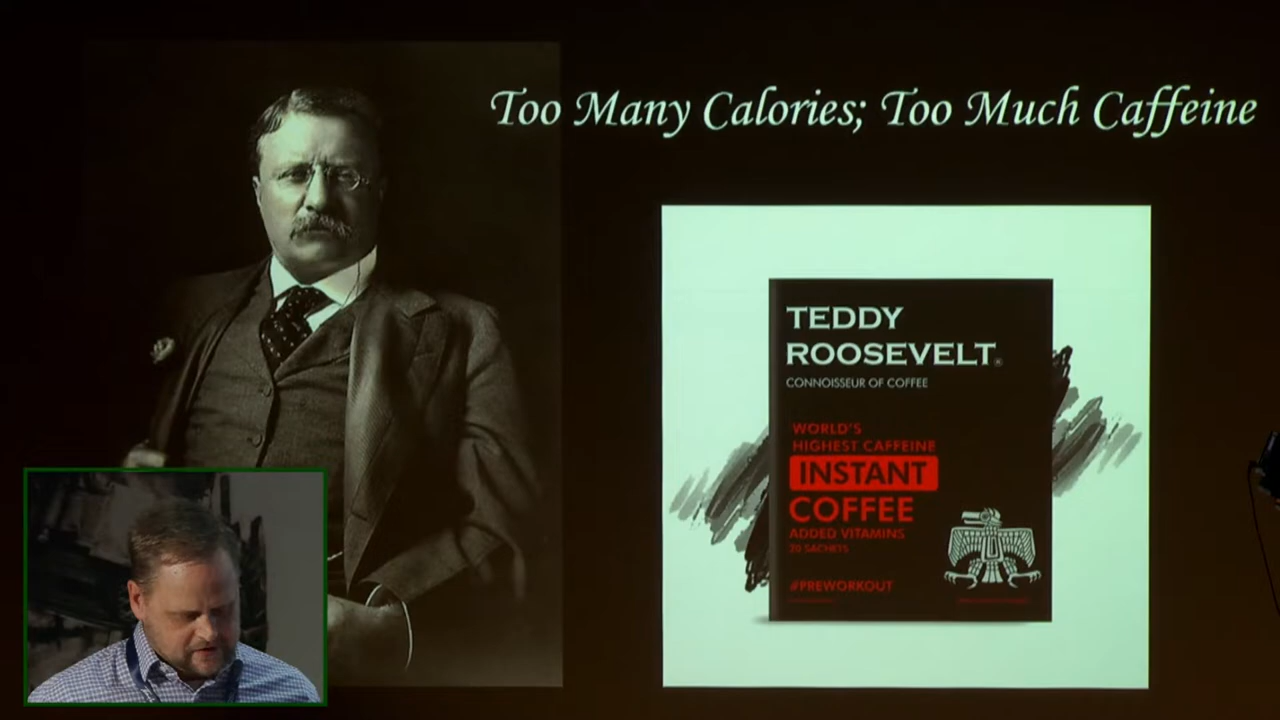 Too Many Calories; Too Much Caffeine
TEDDY
ROOSEVELT
CONNOISSEUR OF COFFEE
WORLD'S
HIGHEST CAFFEINE
INSTANT
COFFEE
ADDED VITAMINS
20 SACHETS
#PREWORKOUT